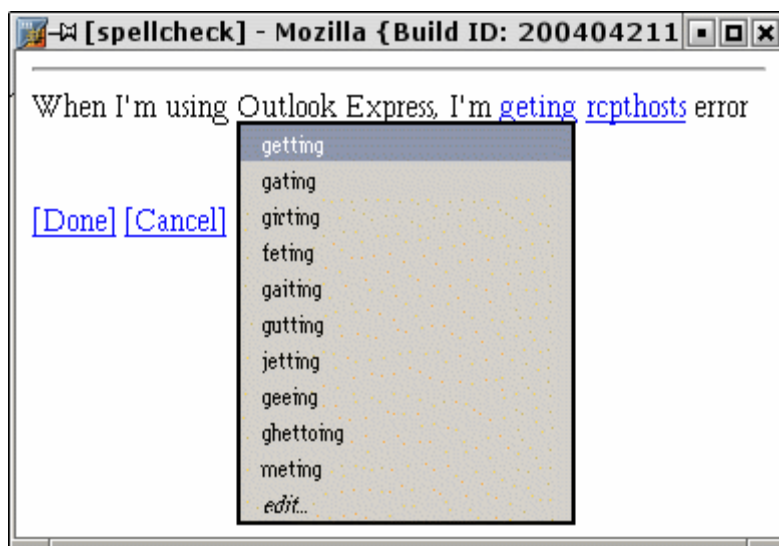 [spellcheck] - Mozilla {Build ID: 200404211
When I'm using Outlook Express, I'm geting rcpthosts error
getting
gating
girting
feting
gaiting
gutting
jetting
geeing
ghettoing
meting
edit...
[Done] [Cancel]